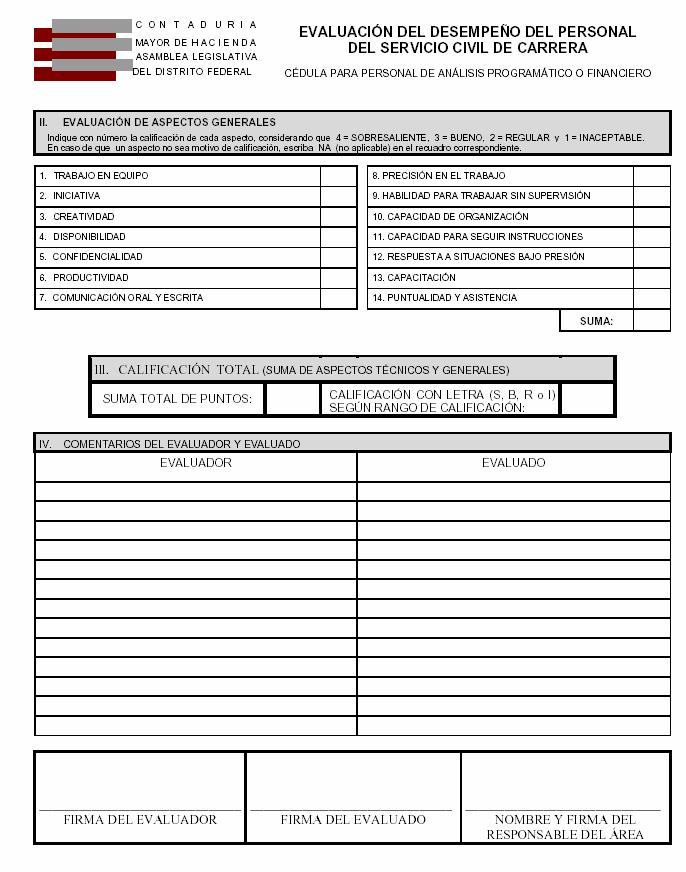 CONTADURIA
MAYOR DE HACIENDA
ASAMBLEA LEGISLATIVA
DEL DISTRITO FEDERAL
EVALUACIÓN DEL DESEMPEÑO DEL PERSONAL
DEL SERVICIO CIVIL DE CARRERA
CÉDULA PARA PERSONAL DE ANÁLISIS PROGRAMÁTICO O FINANCIERO
II. EVALUACIÓN DE ASPECTOS GENERALES
Indique con número la calificación de cada aspecto, considerando que 4 = SOBRESALIENTE, 3 = BUENO, 2 = REGULAR y 1 = INACEPTABLE.
En caso de que un aspecto no sea motivo de calificación, escriba NA (no aplicable) en el recuadro correspondiente.
1. TRABAJO EN EQUIPO
2. INICIATIVA
3. CREATIVIDAD
4. DISPONIBILIDAD
5. CONFIDENCIALIDAD
6. PRODUCTIVIDAD
7. COMUNICACIÓN ORAL Y ESCRITA
8. PRECISIÓN EN EL TRABAJO
9. HABILIDAD PARA TRABAJAR SIN SUPERVISIÓN
10. CAPACIDAD DE ORGANIZACIÓN
11. CAPACIDAD PARA SEGUIR INSTRUCCIONES
12. RESPUESTA A SITUACIONES BAJO PRESIÓN
13. CAPACITACIÓN
14. PUNTUALIDAD Y ASISTENCIA
SUMA:
III. CALIFICACIÓN TOTAL (SUMA DE ASPECTOS TÉCNICOS Y GENERALES)
SUMA TOTAL DE PUNTOS:
CALIFICACIÓN CON LETRA (S, B, R o I)
SEGÚN RANGO DE CALIFICACIÓN:
IV. COMENTARIOS DEL EVALUADOR Y EVALUADO
EVALUADOR
EVALUADO
FIRMA DEL EVALUADOR
FIRMA DEL EVALUADO
NOMBRE Y FIRMA DEL
RESPONSABLE DEL ÁREA